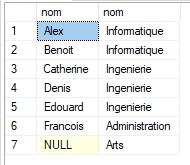 nom nom
1 Alex Informatique
2 Benoit Informatique
3 Catherine Ingenierie
4 Denis Ingenierie
5 Edouard Ingenierie
6 Francois Administration
7 NULL Arts